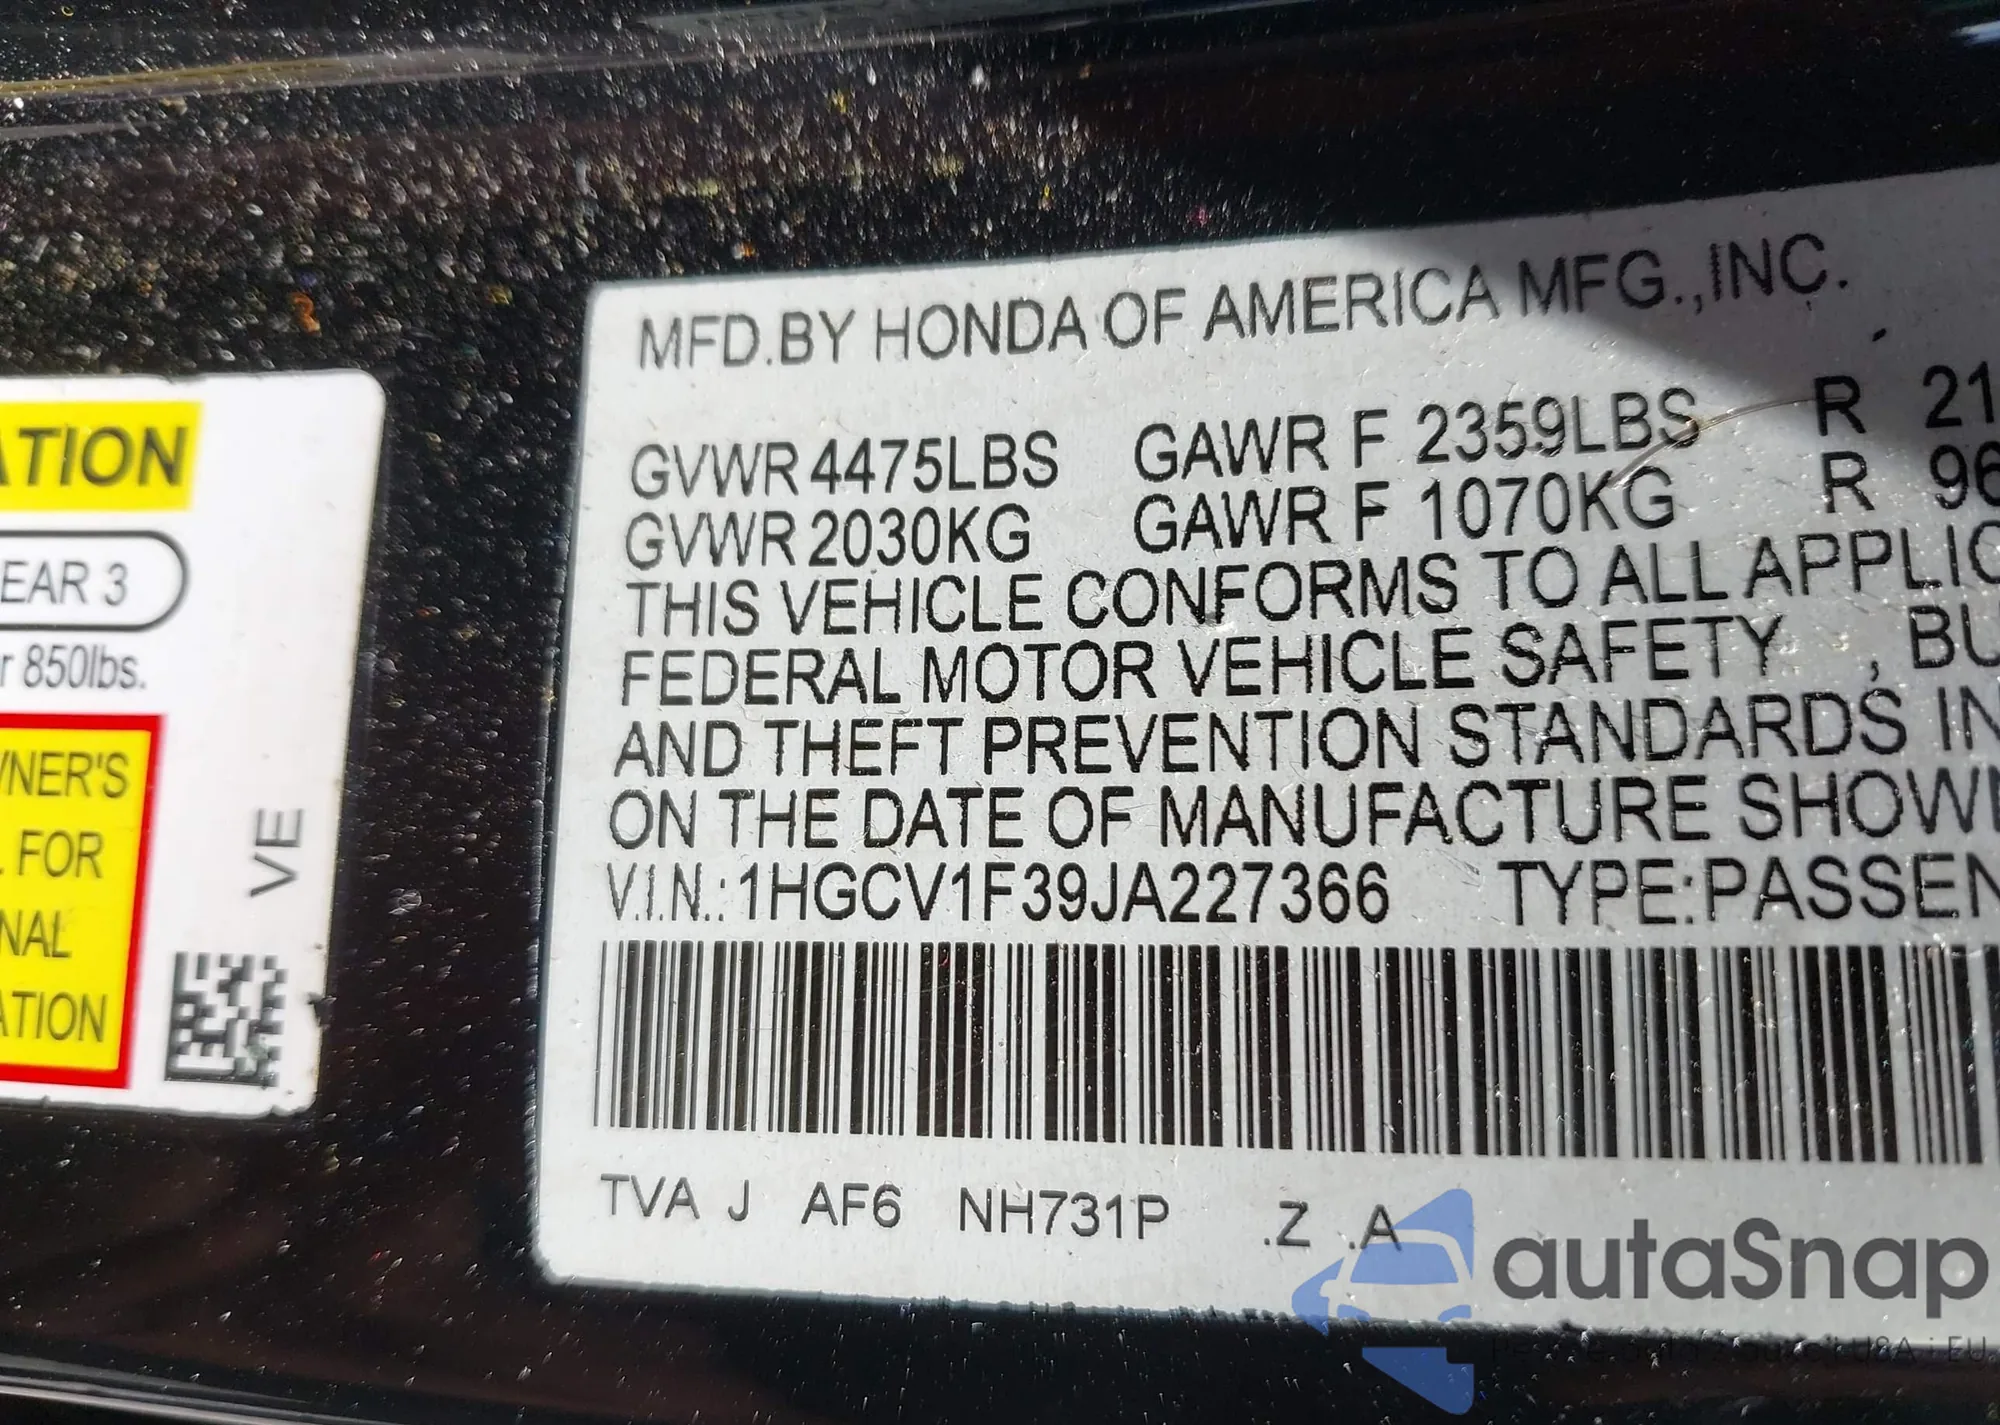 ATION
EAR 3
r 850lbs.
NER'S
FOR
NAL
ATION
VE
MFD.BY HONDA OF AMERICA MFG.,INC.
GVWR 4475LBS GAWR F 2359LBS R 21
GVWR 2030KG GAWR F 1070KG R 96
THIS VEHICLE CONFORMS TO ALL APPLIC
FEDERAL MOTOR VEHICLE SAFETY , BU
AND THEFT PREVENTION STANDARDS IN
ON THE DATE OF MANUFACTURE SHOWN
V.I.N.: 1HGCV1F39JA227366 TYPE:PASSEN
TVA J AF6 NH731P .Z .A
autaSnap